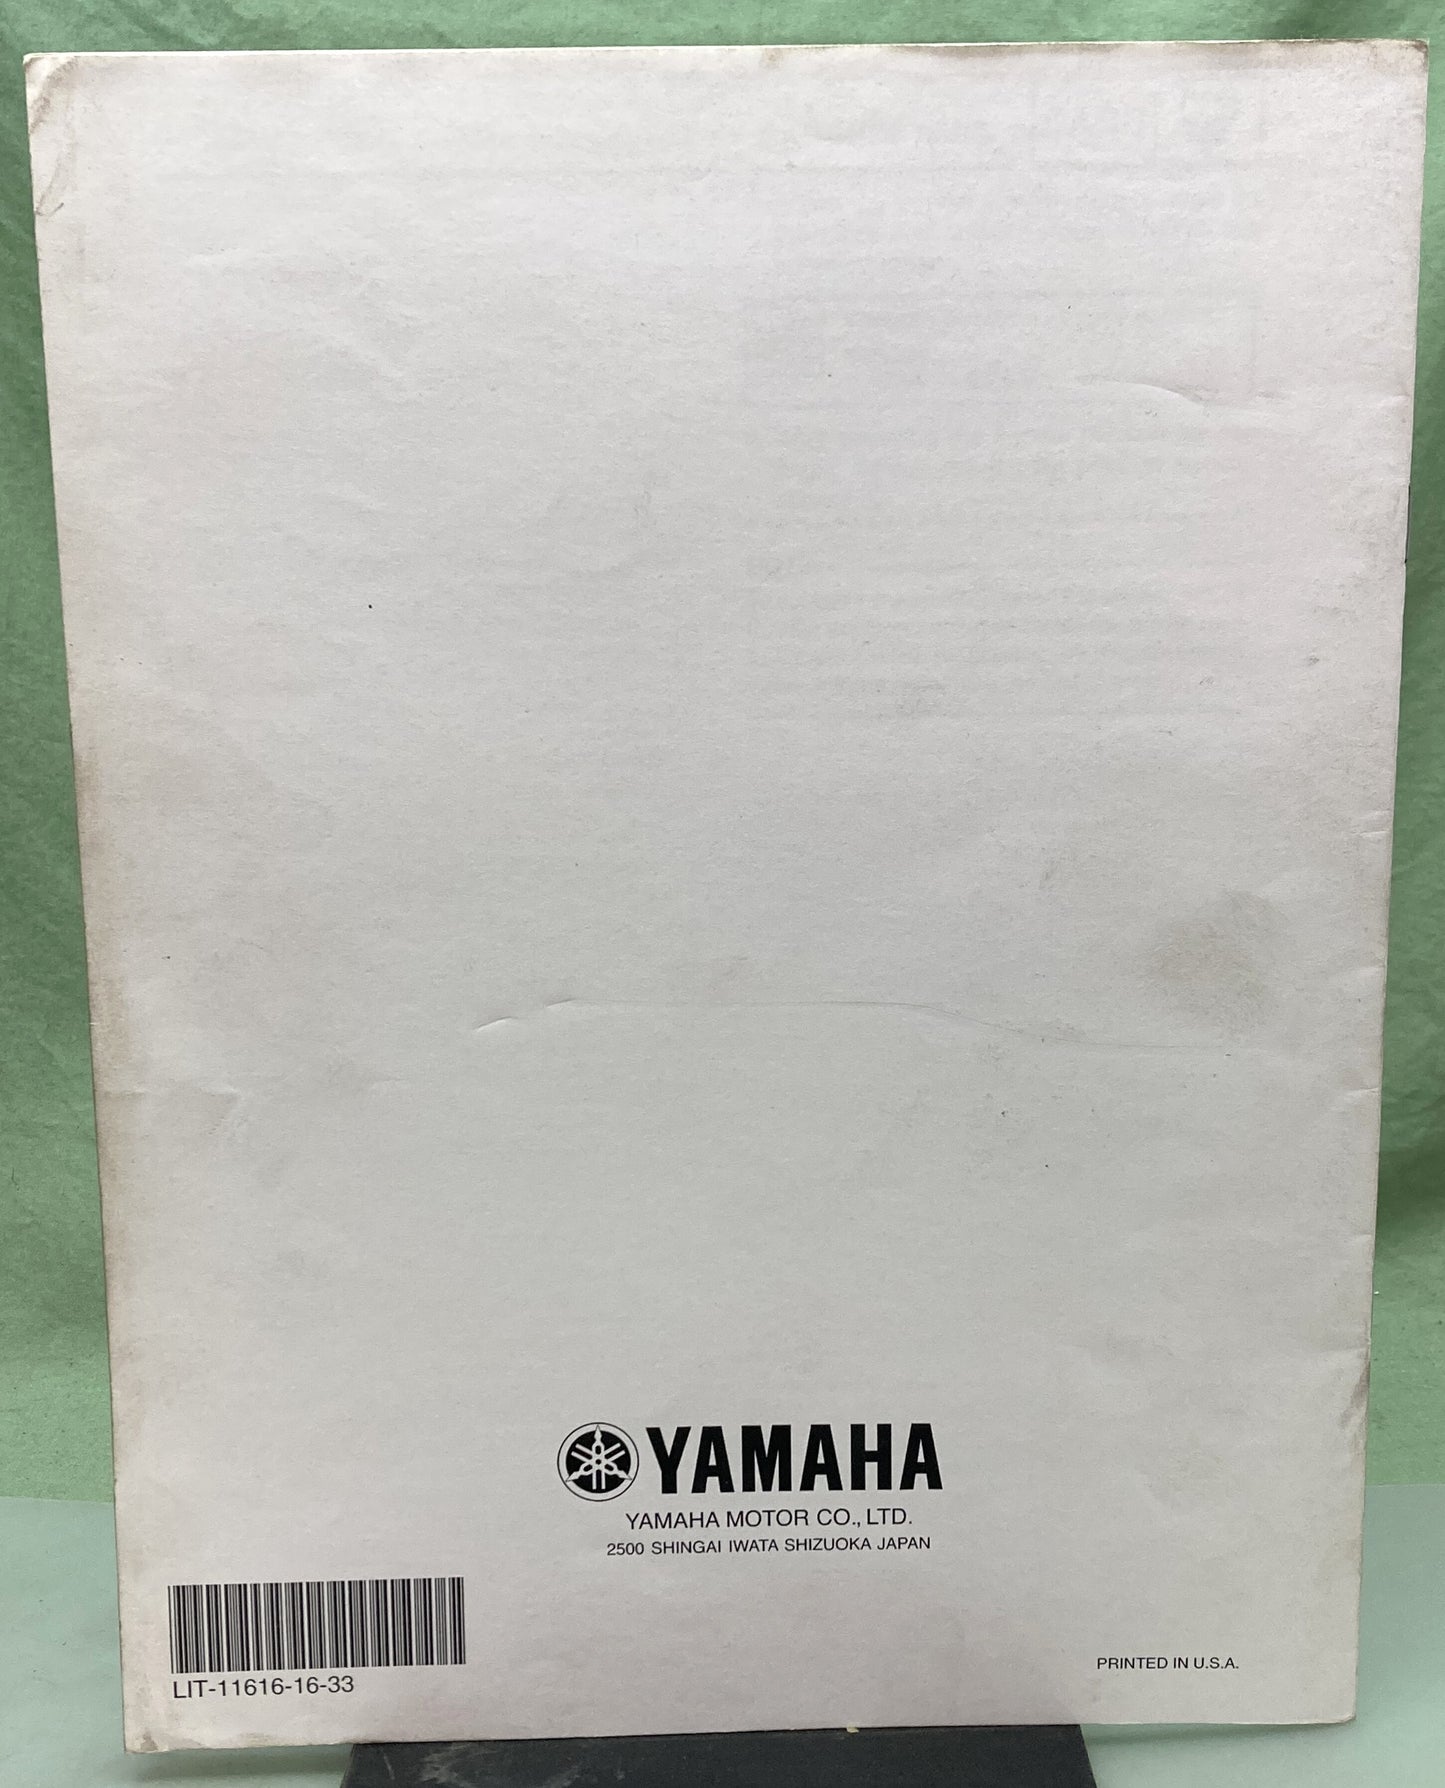 YAMAHA
YAMAHA MOTOR CO., LTD.
2500 SHINGAI IWATA SHIZUOKA JAPAN
LIT-11616-16-33
PRINTED IN U.S.A.